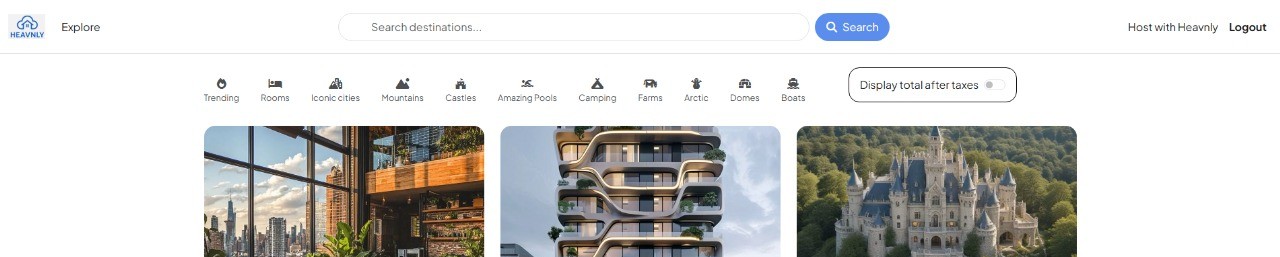 HEAVNLY
Explore
Search destinations...
Search
Host with Heavnly
Logout
Trending
Rooms
Iconic cities
Mountains
Castles
Amazing Pools
Camping
Farms
Arctic
Domes
Boats
Display total after taxes